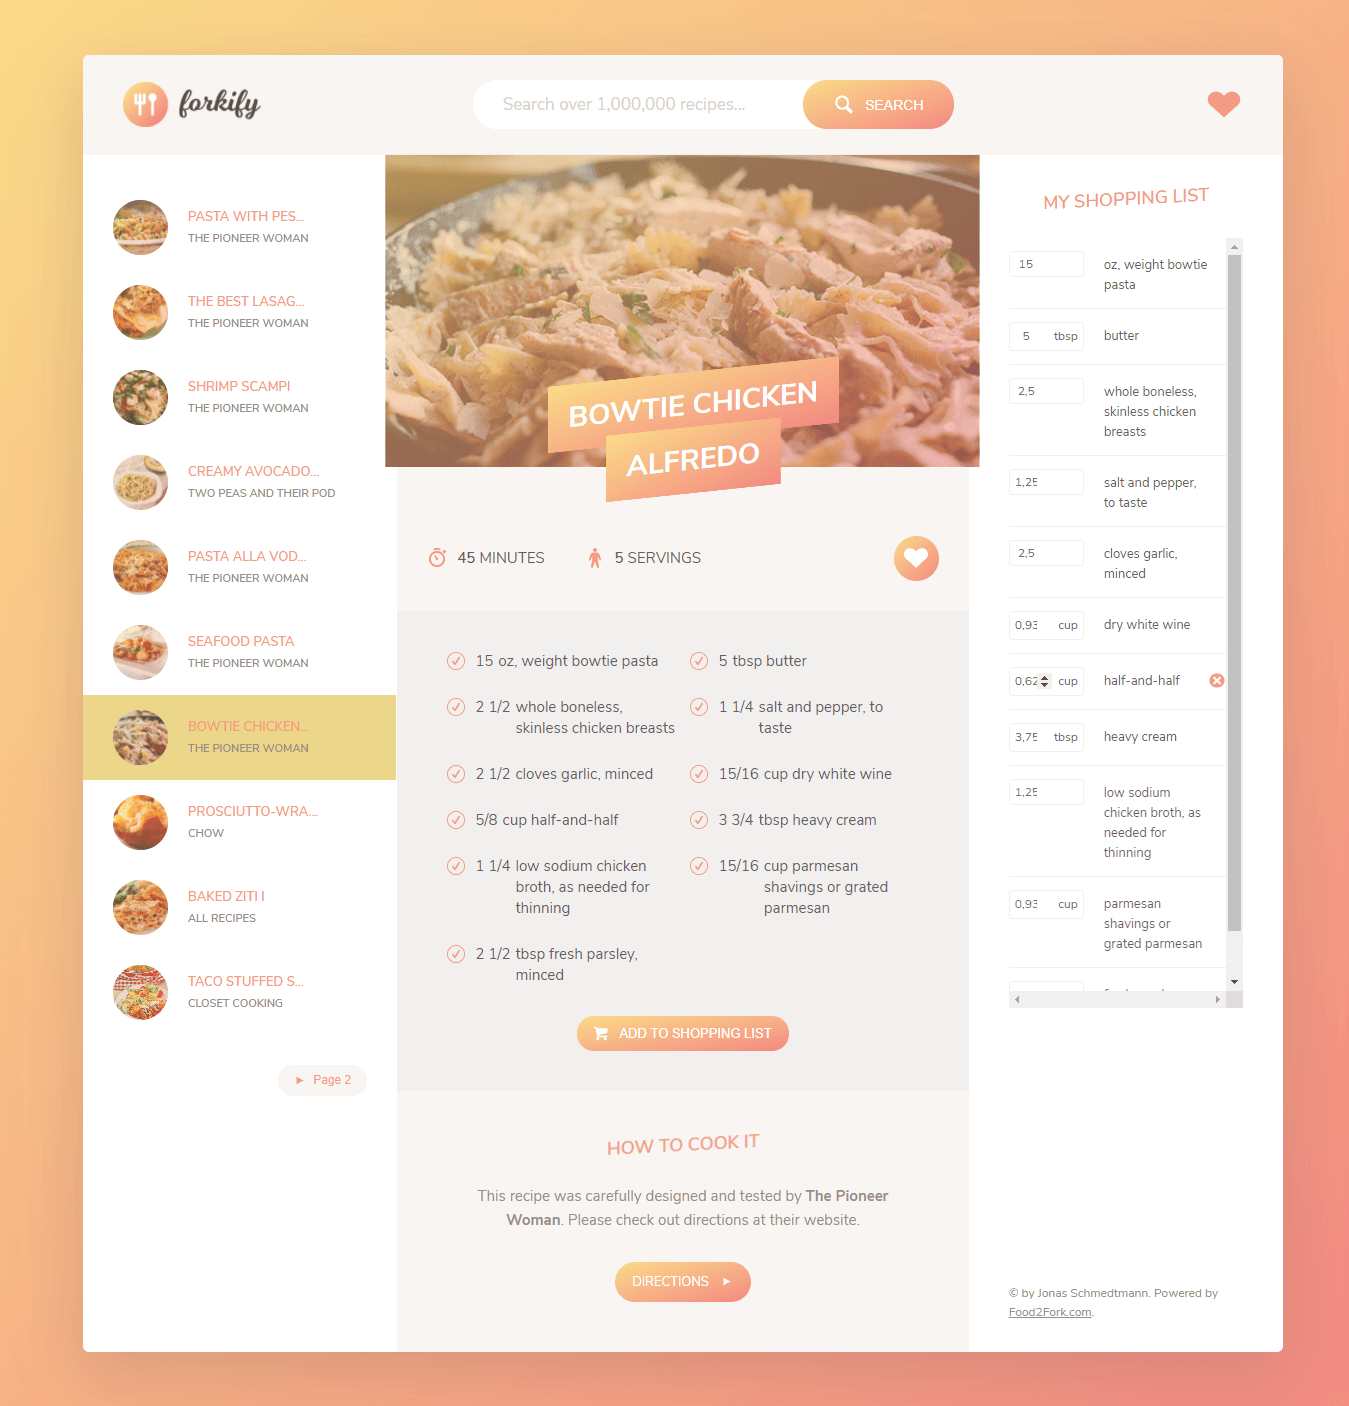 forkify
Search over 1,000,000 recipes...
SEARCH
PASTA WITH PES...
THE PIONEER WOMAN
THE BEST LASAG...
THE PIONEER WOMAN
SHRIMP SCAMPI
THE PIONEER WOMAN
CREAMY AVOCADO...
TWO PEAS AND THEIR POD
PASTA ALLA VOD...
THE PIONEER WOMAN
SEAFOOD PASTA
THE PIONEER WOMAN
BOWTIE CHICKEN...
THE PIONEER WOMAN
PROSCIUTTO-WRA...
CHOW
BAKED ZITI I
ALL RECIPES
TACO STUFFED S...
CLOSET COOKING
Page 2
BOWTIE CHICKEN
ALFREDO
45 MINUTES
5 SERVINGS
15 oz, weight bowtie pasta
5 tbsp butter
2 1/2 whole boneless,
skinless chicken breasts
1 1/4 salt and pepper, to
taste
2 1/2 cloves garlic, minced
15/16 cup dry white wine
5/8 cup half-and-half
3 3/4 tbsp heavy cream
1 1/4 low sodium chicken
broth, as needed for
thinning
15/16 cup parmesan
shavings or grated
parmesan
2 1/2 tbsp fresh parsley,
minced
ADD TO SHOPPING LIST
HOW TO COOK IT
This recipe was carefully designed and tested by The Pioneer
Woman. Please check out directions at their website.
DIRECTIONS
MY SHOPPING LIST
15 oz, weight bowtie
pasta
5 tbsp butter
2,5 whole boneless,
skinless chicken
breasts
1,25 salt and pepper,
to taste
2,5 cloves garlic,
minced
0,93 cup dry white wine
0,62 cup half-and-half
3,75 tbsp heavy cream
1,25 low sodium
chicken broth, as
needed for
thinning
0,93 cup parmesan
shavings or
grated parmesan
© by Jonas Schmedtmann. Powered by
Food2Fork.com.